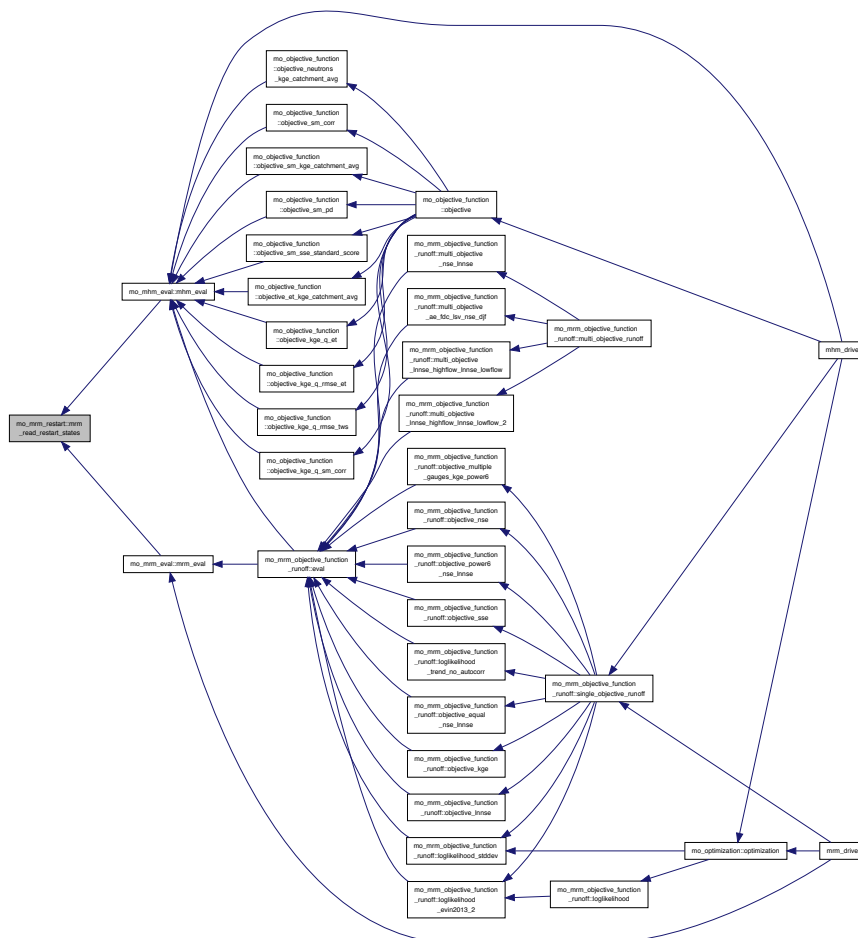 mo_objective_function
::objective_neutrons
_kge_catchment_avg
mo_objective_function
::objective_sm_corr
mo_objective_function
::objective_sm_kge_catchment_avg
mo_objective_function
::objective_sm_pd
mo_objective_function
::objective
mo_objective_function
::objective_sm_sse_standard_score
mo_mrm_objective_function
_runoff::multi_objective
_nse_lnnse
mo_mhm_eval::mhm_eval
mo_objective_function
::objective_et_kge_catchment_avg
mo_mrm_objective_function
_runoff::multi_objective
_ae_fdc_lsv_nse_djf
mo_objective_function
::objective_kge_q_et
mo_mrm_objective_function
_runoff::multi_objective_runoff
mhm_drive
mo_mrm_objective_function
_runoff::multi_objective
_lnnse_highflow_lnnse_lowflow
mo_objective_function
::objective_kge_q_rmse_et
mo_mrm_objective_function
_runoff::multi_objective
_lnnse_highflow_lnnse_lowflow_2
mo_objective_function
::objective_kge_q_rmse_tws
mo_mrm_restart::mrm
_read_restart_states
mo_objective_function
::objective_kge_q_sm_corr
mo_mrm_objective_function
_runoff::objective_multiple
_gauges_kge_power6
mo_mrm_objective_function
_runoff::objective_nse
mo_mrm_eval::mrm_eval
mo_mrm_objective_function
_runoff::eval
mo_mrm_objective_function
_runoff::objective_power6
_nse_lnnse
mo_mrm_objective_function
_runoff::objective_sse
mo_mrm_objective_function
_runoff::loglikelihood
_trend_no_autocorr
mo_mrm_objective_function
_runoff::single_objective_runoff
mo_mrm_objective_function
_runoff::objective_equal
_nse_lnnse
mo_mrm_objective_function
_runoff::objective_kge
mo_mrm_objective_function
_runoff::objective_lnnse
mo_mrm_objective_function
_runoff::loglikelihood_stddev
mo_optimization::optimization
mrm_drive
mo_mrm_objective_function
_runoff::loglikelihood
_evin2013_2
mo_mrm_objective_function
_runoff::loglikelihood